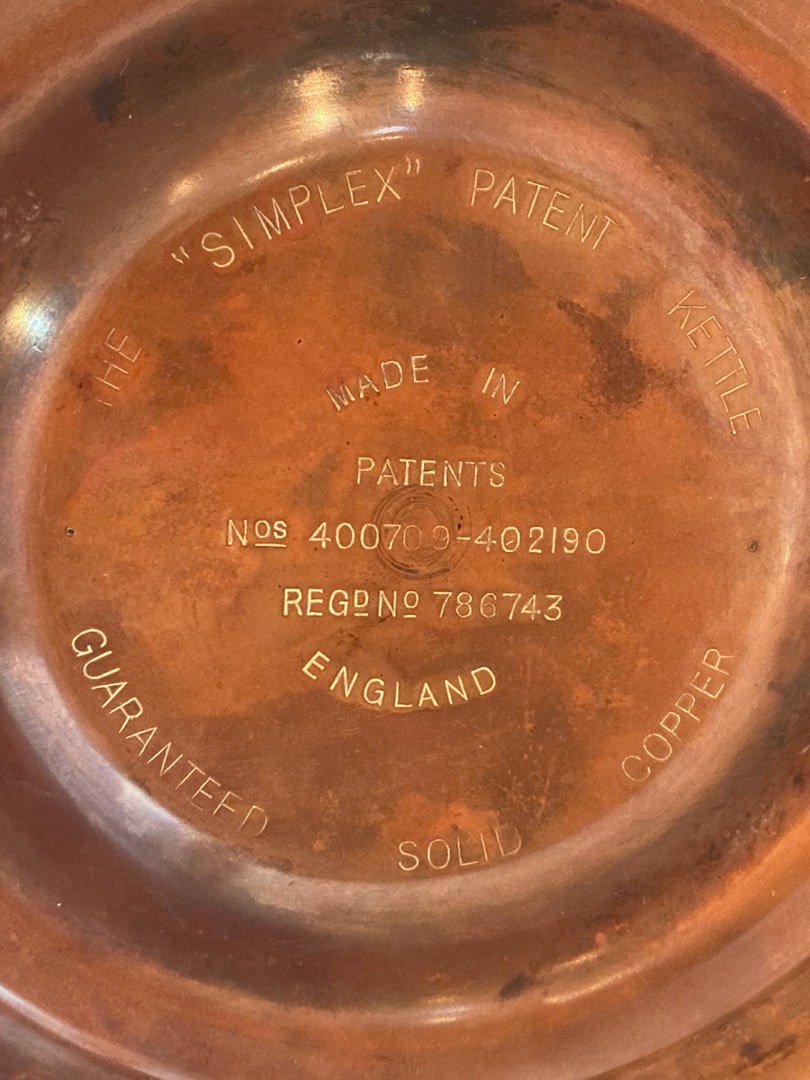 THE "SIMPLEX" PATENT KETTLE
MADE IN
PATENTS
Nos 400709-402190
REGD No 786743
ENGLAND
GUARANTEED SOLID COPPER